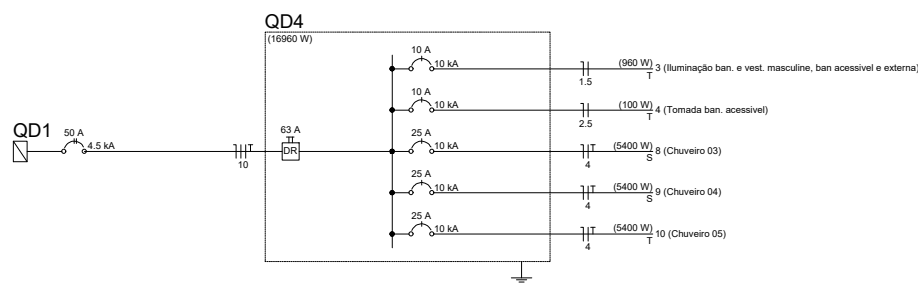 QD4
(16960 W)
10 A
10 kA
1.5
(960 W)
T
3 (Iluminação ban. e vest. masculine, ban acessivel e externa)
10 A
10 kA
2.5
(100 W)
T
4 (Tomada ban. acessivel)
QD1
50 A
4.5 kA
T
10
63 A
DR
25 A
10 kA
T
4
(5400 W)
S
8 (Chuveiro 03)
25 A
10 kA
T
4
(5400 W)
S
9 (Chuveiro 04)
25 A
10 kA
T
4
(5400 W)
T
10 (Chuveiro 05)